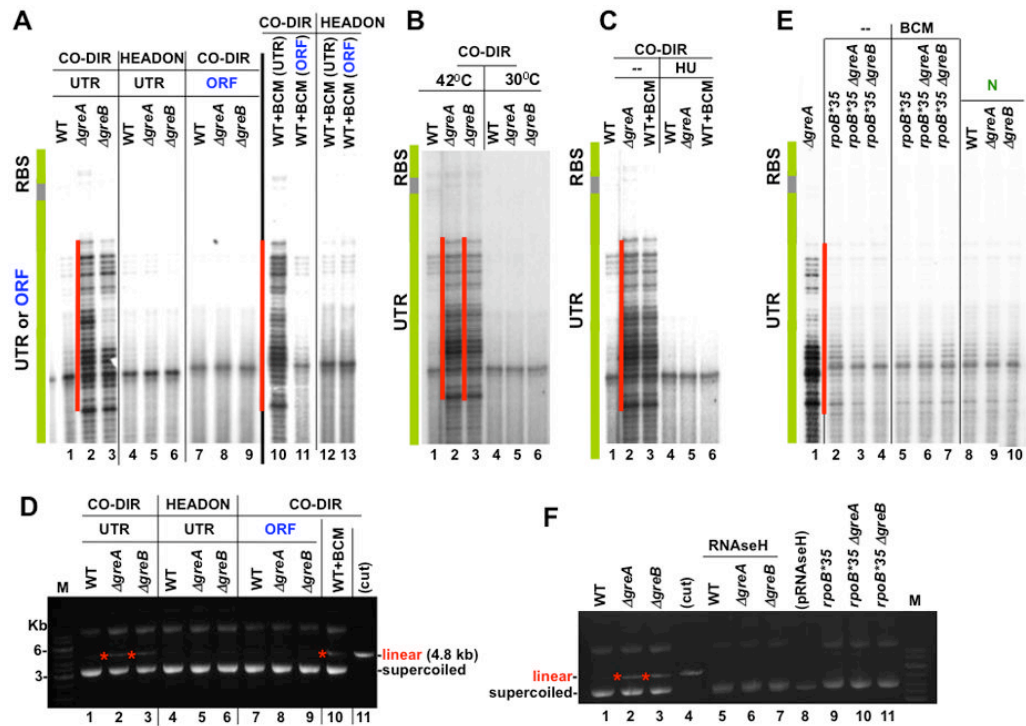 A
CO-DIR HEADON CO-DIR CO-DIR HEADON
UTR UTR ORF
WT ΔgreA ΔgreB WT ΔgreA ΔgreB WT ΔgreA ΔgreB WT+BCM (UTR) WT+BCM (ORF) WT+BCM (UTR) WT+BCM (ORF)
RBS
UTR or ORF
1 2 3 4 5 6 7 8 9 10 11 12 13
B
CO-DIR
42⁰C 30⁰C
WT ΔgreA ΔgreB WT ΔgreA ΔgreB
RBS
UTR
1 2 3 4 5 6
C
CO-DIR
-- HU
WT ΔgreA WT+BCM WT ΔgreA WT+BCM
RBS
UTR
1 2 3 4 5 6
E
-- BCM
N
ΔgreA rpoB*35 rpoB*35 ΔgreA rpoB*35 ΔgreB rpoB*35 rpoB*35 ΔgreA rpoB*35 ΔgreB WT ΔgreA ΔgreB
RBS
UTR
1 2 3 4 5 6 7 8 9 10
D
CO-DIR HEADON CO-DIR
UTR UTR ORF
M WT ΔgreA ΔgreB WT ΔgreA ΔgreB WT ΔgreA ΔgreB WT+BCM (cut)
Kb
6-
3-
* * *
-linear (4.8 kb)
-supercoiled
1 2 3 4 5 6 7 8 9 10 11
F
RNAseH
WT ΔgreA ΔgreB (cut) WT ΔgreA ΔgreB (pRNAseH) rpoB*35 rpoB*35 ΔgreA rpoB*35 ΔgreB M
linear-
supercoiled-
* *
1 2 3 4 5 6 7 8 9 10 11